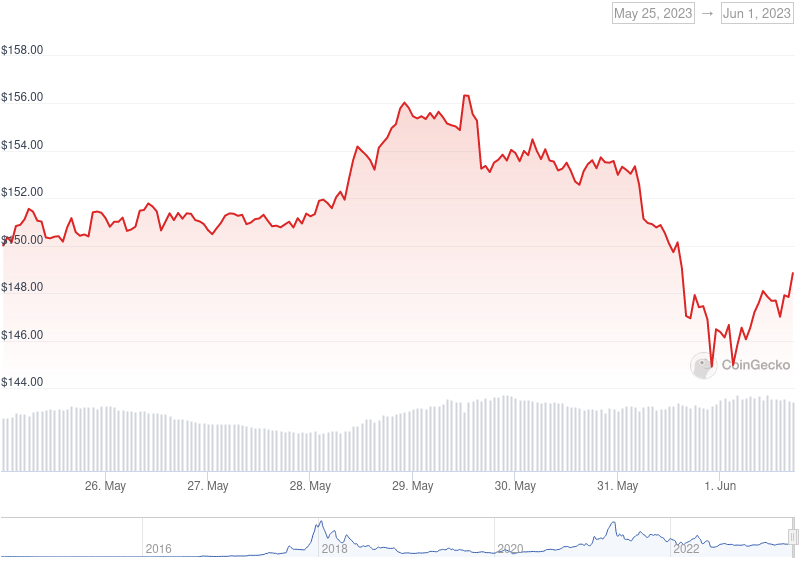 May 25, 2023 → Jun 1, 2023
$158.00
$156.00
$154.00
$152.00
$150.00
$148.00
$146.00
CoinGecko
$144.00
26. May 27. May 28. May 29. May 30. May 31. May 1. Jun
2016 2018 2020 2022